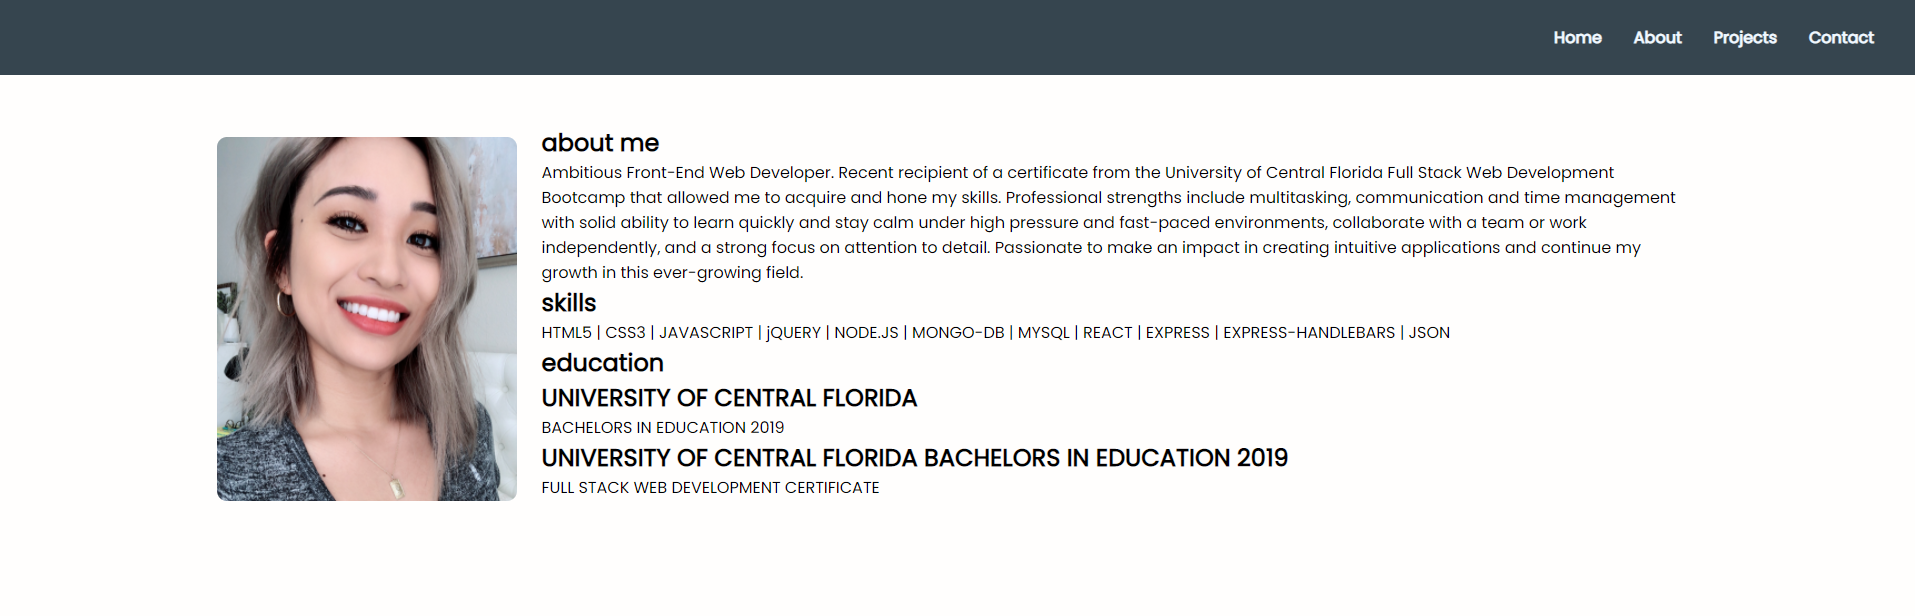 Home About Projects Contact
about me
Ambitious Front-End Web Developer. Recent recipient of a certificate from the University of Central Florida Full Stack Web Development
Bootcamp that allowed me to acquire and hone my skills. Professional strengths include multitasking, communication and time management
with solid ability to learn quickly and stay calm under high pressure and fast-paced environments, collaborate with a team or work
independently, and a strong focus on attention to detail. Passionate to make an impact in creating intuitive applications and continue my
growth in this ever-growing field.
skills
HTML5 | CSS3 | JAVASCRIPT | jQUERY | NODE.JS | MONGO-DB | MYSQL | REACT | EXPRESS | EXPRESS-HANDLEBARS | JSON
education
UNIVERSITY OF CENTRAL FLORIDA
BACHELORS IN EDUCATION 2019
UNIVERSITY OF CENTRAL FLORIDA BACHELORS IN EDUCATION 2019
FULL STACK WEB DEVELOPMENT CERTIFICATE